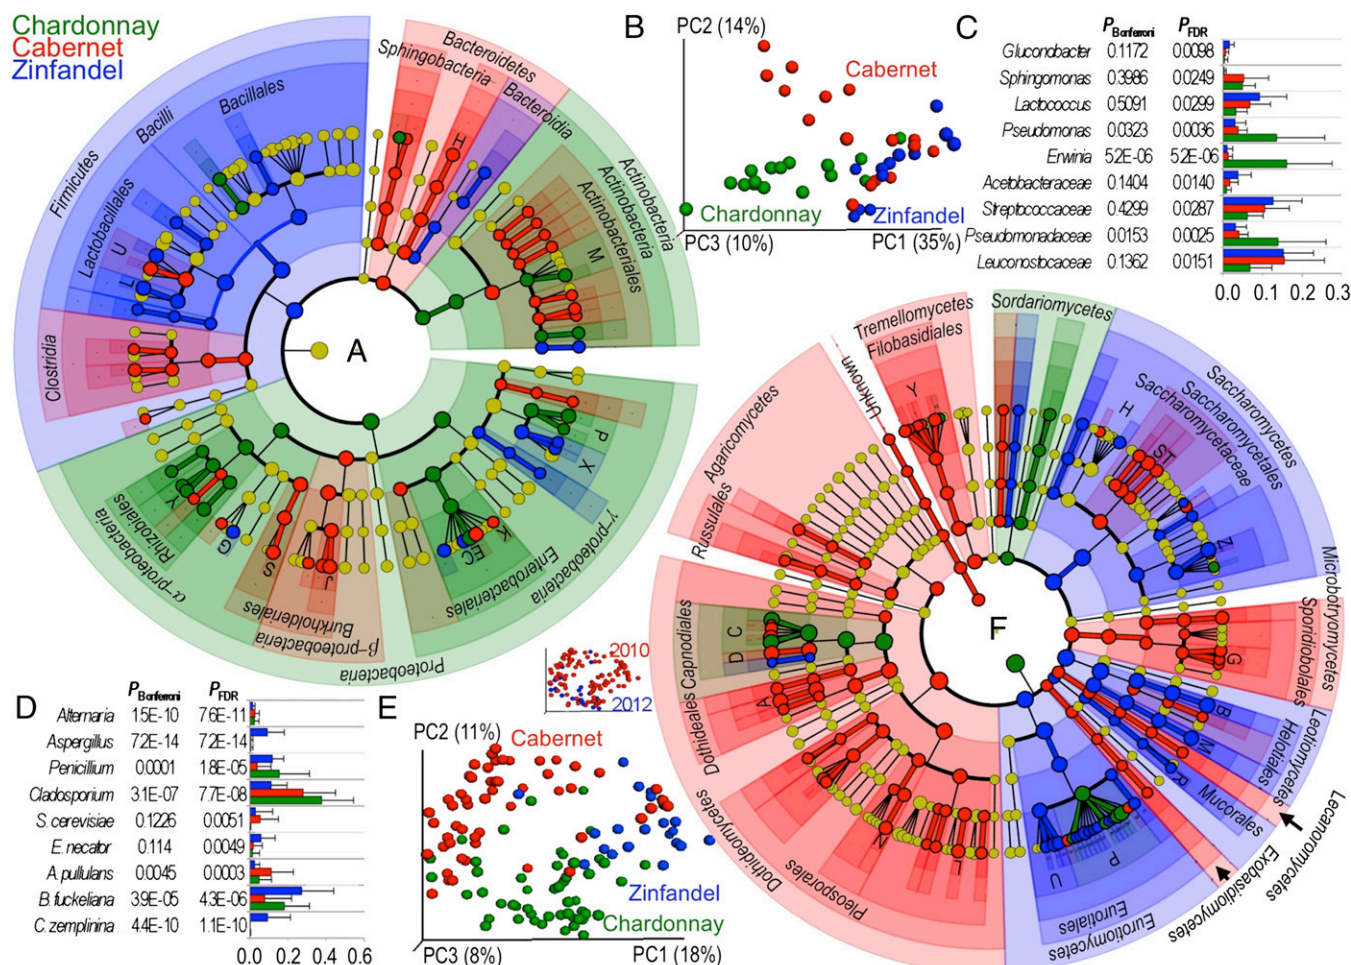 Chardonnay
Cabernet
Zinfandel
A
Firmicutes
Bacilli
Bacillales
Lactobacillales
U
L
Clostridia
Sphingobacteria
Bacteroidetes
Bacteroidia
H
Actinobacteria
Actinobacteria
Actinobacteriales
M
P
X
γ-proteobacteria
Enterobacteriales
EC
K
Proteobacteria
β-proteobacteria
Burkholderiales
J
S
G
Y
Rhizobiales
α-proteobacteria
B
PC2 (14%)
Cabernet
Chardonnay
Zinfandel
PC3 (10%)
PC1 (35%)
C
PBonferroni PFDR
Gluconobacter 0.1172 0.0098
Sphingomonas 0.3986 0.0249
Lactococcus 0.5091 0.0299
Pseudomonas 0.0323 0.0036
Erwinia 5.2E-06 5.2E-06
Acetobacteraceae 0.1404 0.0140
Streptococcaceae 0.4299 0.0287
Pseudomonadaceae 0.0153 0.0025
Leuconostocaceae 0.1362 0.0151
0.0 0.1 0.2 0.3
D
PBonferroni PFDR
Alternaria 1.5E-10 7.6E-11
Aspergillus 7.2E-14 7.2E-14
Penicillium 0.0001 1.8E-05
Cladosporium 3.1E-07 7.7E-08
S. cerevisiae 0.1226 0.0051
E. necator 0.114 0.0049
A. pullulans 0.0045 0.0003
B. fuckeliana 3.9E-05 4.3E-06
C. zemplinina 4.4E-10 1.1E-10
0.0 0.2 0.4 0.6
E
2010
2012
PC2 (11%)
Cabernet
Zinfandel
Chardonnay
PC3 (8%)
PC1 (18%)
F
Unknown
Tremellomycetes
Filobasidiales
Y
Sordariomycetes
Saccharomycetes
Saccharomycetales
Saccharomycetaceae
H
ST
Z
Microbotryomycetes
Sporidiobolales
G
Leotiomycetes
Helotiales
B
M
R
Mucorales
Lecanoromycetes
Exobasidiomycetes
Eurotiomycetes
Eurotiales
P
U
Pleosporales
Dothideomycetes
L
N
A
Dothideales
Capnodiales
D C
Russulales
Agaricomycetes